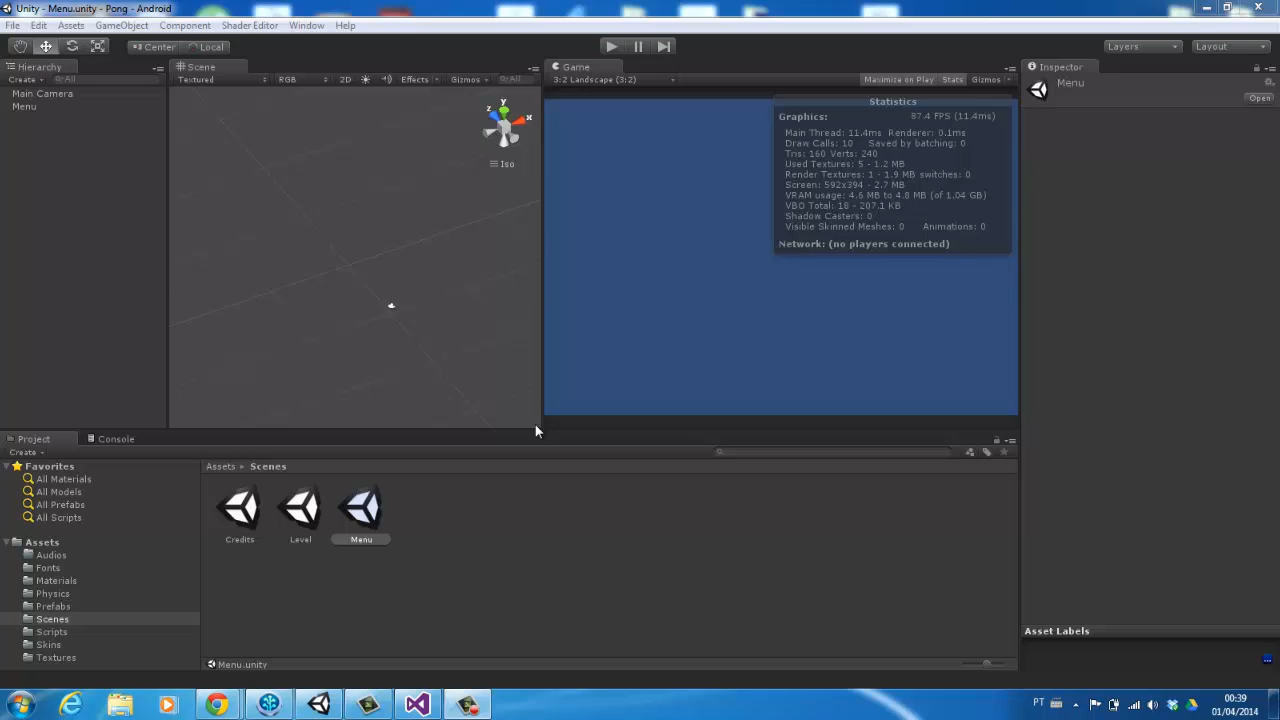 Unity - Menu.unity - Pong - Android
File Edit Assets GameObject Component Shader Editor Window Help
Center Local Layers Layout
Hierarchy
Create All
Main Camera
Menu
Scene
Textured RGB 2D Effects Gizmos All
y
z x
Iso
Game
3:2 Landscape (3:2) Maximize on Play Stats Gizmos
Statistics
Graphics: 87.4 FPS (11.4ms)
Main Thread: 11.4ms Renderer: 0.1ms
Draw Calls: 10 Saved by batching: 0
Tris: 160 Verts: 240
Used Textures: 5 - 1.2 MB
Render Textures: 1 - 1.9 MB switches: 0
Screen: 592x394 - 2.7 MB
VRAM usage: 4.6 MB to 4.8 MB (of 1.04 GB)
VBO Total: 18 - 207.1 KB
Shadow Casters: 0
Visible Skinned Meshes: 0 Animations: 0
Network: (no players connected)
Inspector
Menu
Open
Project Console
Create
Favorites
All Materials
All Models
All Prefabs
All Scripts
Assets
Audios
Fonts
Materials
Physics
Prefabs
Scenes
Scripts
Skins
Textures
Assets Scenes
Credits Level Menu
Menu.unity
Asset Labels
PT
00:39
01/04/2014